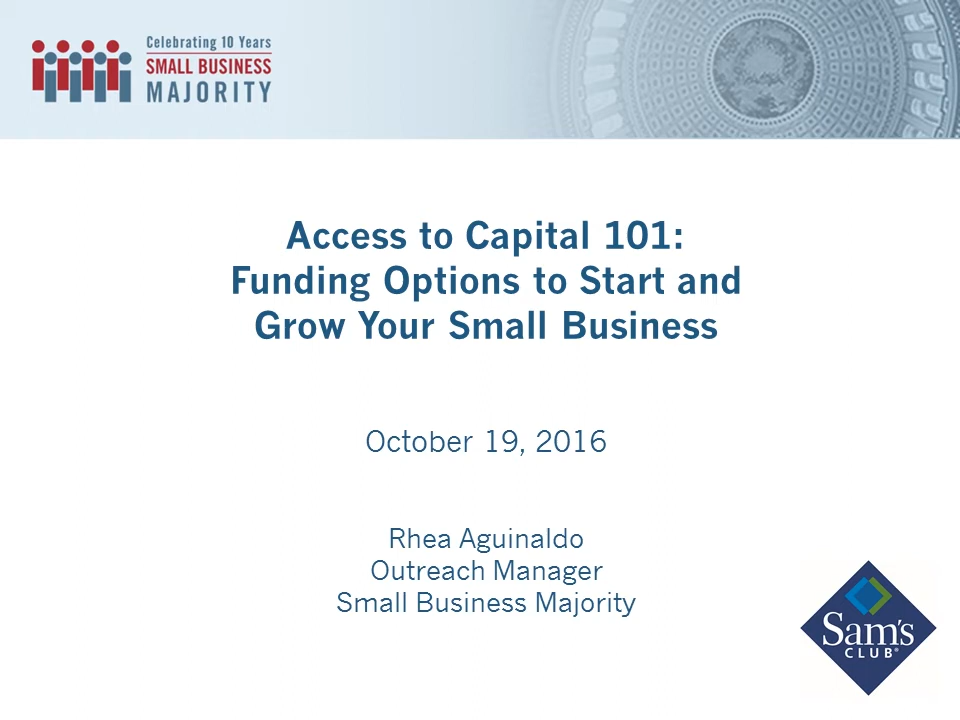 Celebrating 10 Years
SMALL BUSINESS
MAJORITY
Access to Capital 101:
Funding Options to Start and
Grow Your Small Business
October 19, 2016
Rhea Aguinaldo
Outreach Manager
Small Business Majority
Sam's
CLUB®